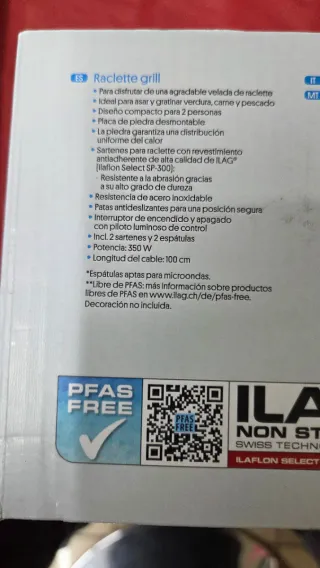 ES Raclette grill
• Para disfrutar de una agradable velada de raclette
• Ideal para asar y gratinar verdura, carne y pescado
• Diseño compacto para 2 personas
• Placa de piedra desmontable
• La piedra garantiza una distribución
uniforme del calor
• Sartenes para raclette con revestimiento
antiadherente de alta calidad de ILAG®
[Ilaflon Select SP-300]:
- Resistente a la abrasión gracias
a su alto grado de dureza
• Resistencia de acero inoxidable
• Patas antideslizantes para una posición segura
• Interruptor de encendido y apagado
con piloto luminoso de control
• Incl. 2 sartenes y 2 espátulas
• Potencia: 350 W
• Longitud del cable: 100 cm
*Espátulas aptas para microondas.
**Libre de PFAS: más información sobre productos
libres de PFAS en www.ilag.ch/de/pfas-free.
Decoración no incluida.
IT
MT
PFAS
FREE
PFAS
FREE
ILA
NON ST
SWISS TECHN
ILAFLON SELECT